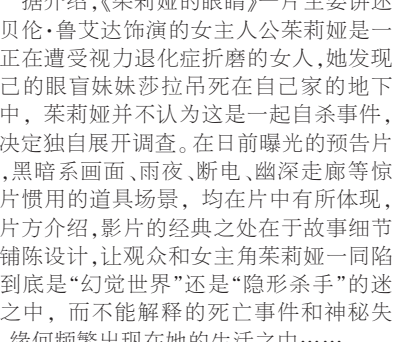 据介绍,《茱莉娅的眼睛》一片主要讲述
贝伦·鲁艾达饰演的女主人公茱莉娅是一
正在遭受视力退化症折磨的女人,她发现
己的眼盲妹妹莎拉吊死在自己家的地下
中，茱莉娅并不认为这是一起自杀事件,
决定独自展开调查。在日前曝光的预告片
,黑暗系画面、雨夜、断电、幽深走廊等惊
片惯用的道具场景，均在片中有所体现,
片方介绍,影片的经典之处在于故事细节
铺陈设计,让观众和女主角茱莉娅一同陷
到底是“幻觉世界”还是“隐形杀手”的迷
之中，而不能解释的死亡事件和神秘失
缘何频繁出现在她的生活之中……